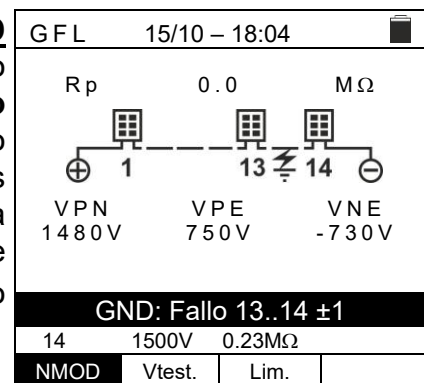 GFL 15/10 – 18:04
Rp 0.0 MΩ
1 13 14
VPN VPE VNE
1480V 750V -730V
GND: Fallo 13..14 ±1
14 1500V 0.23MΩ
NMOD Vtest. Lim.